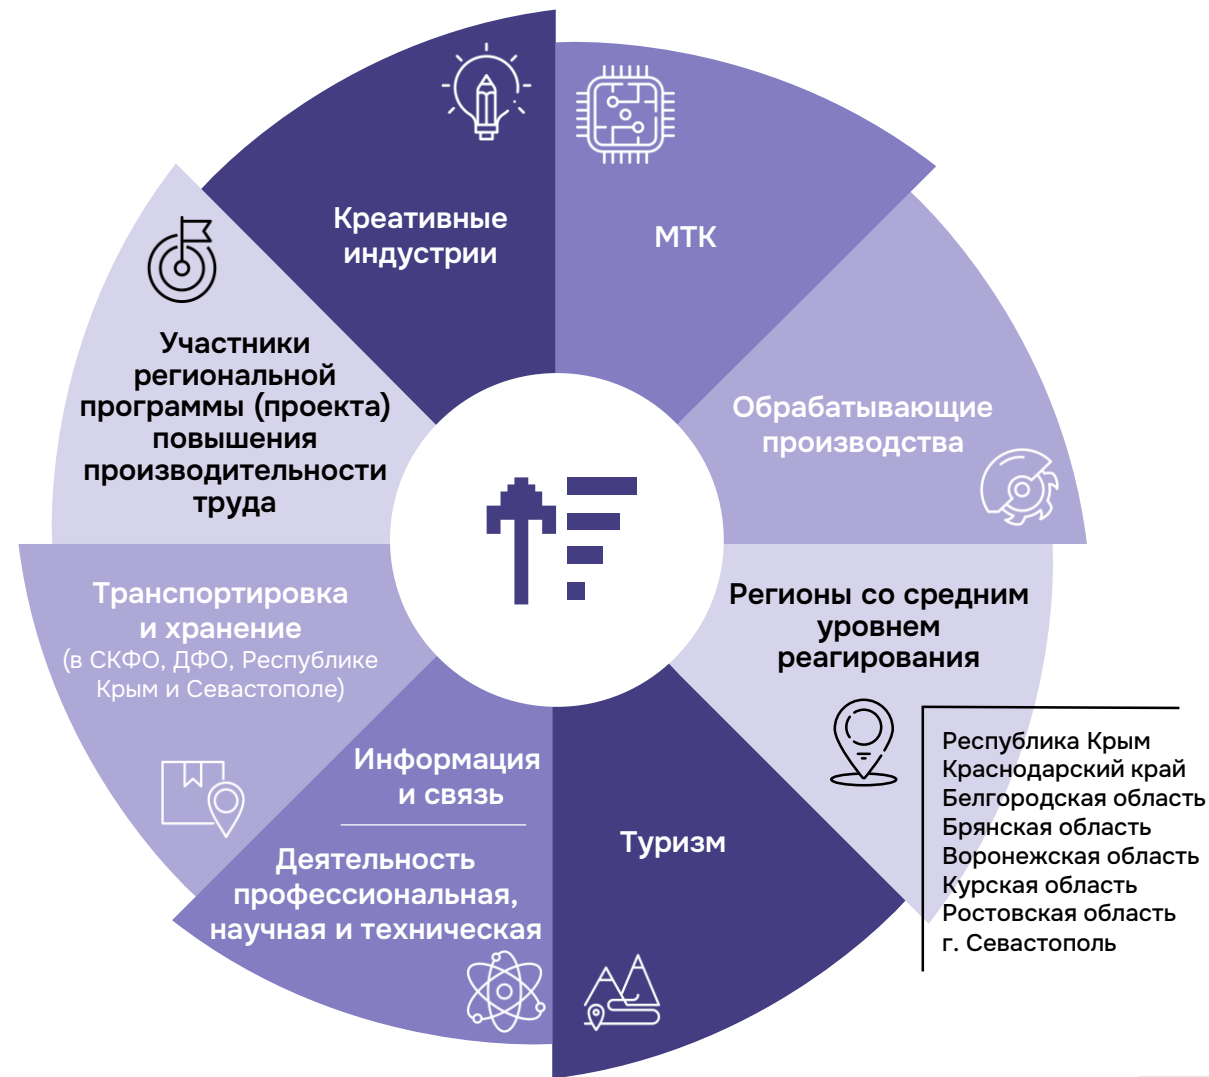 Креативные
индустрии
МТК
Обрабатывающие
производства
Регионы со средним
уровнем
реагирования
Республика Крым
Краснодарский край
Белгородская область
Брянская область
Воронежская область
Курская область
Ростовская область
г. Севастополь
Туризм
Информация
и связь
Деятельность
профессиональная,
научная и техническая
Транспортировка
и хранение
(в СКФО, ДФО, Республике
Крым и Севастополе)
Участники
региональной
программы (проекта)
повышения
производительности
труда